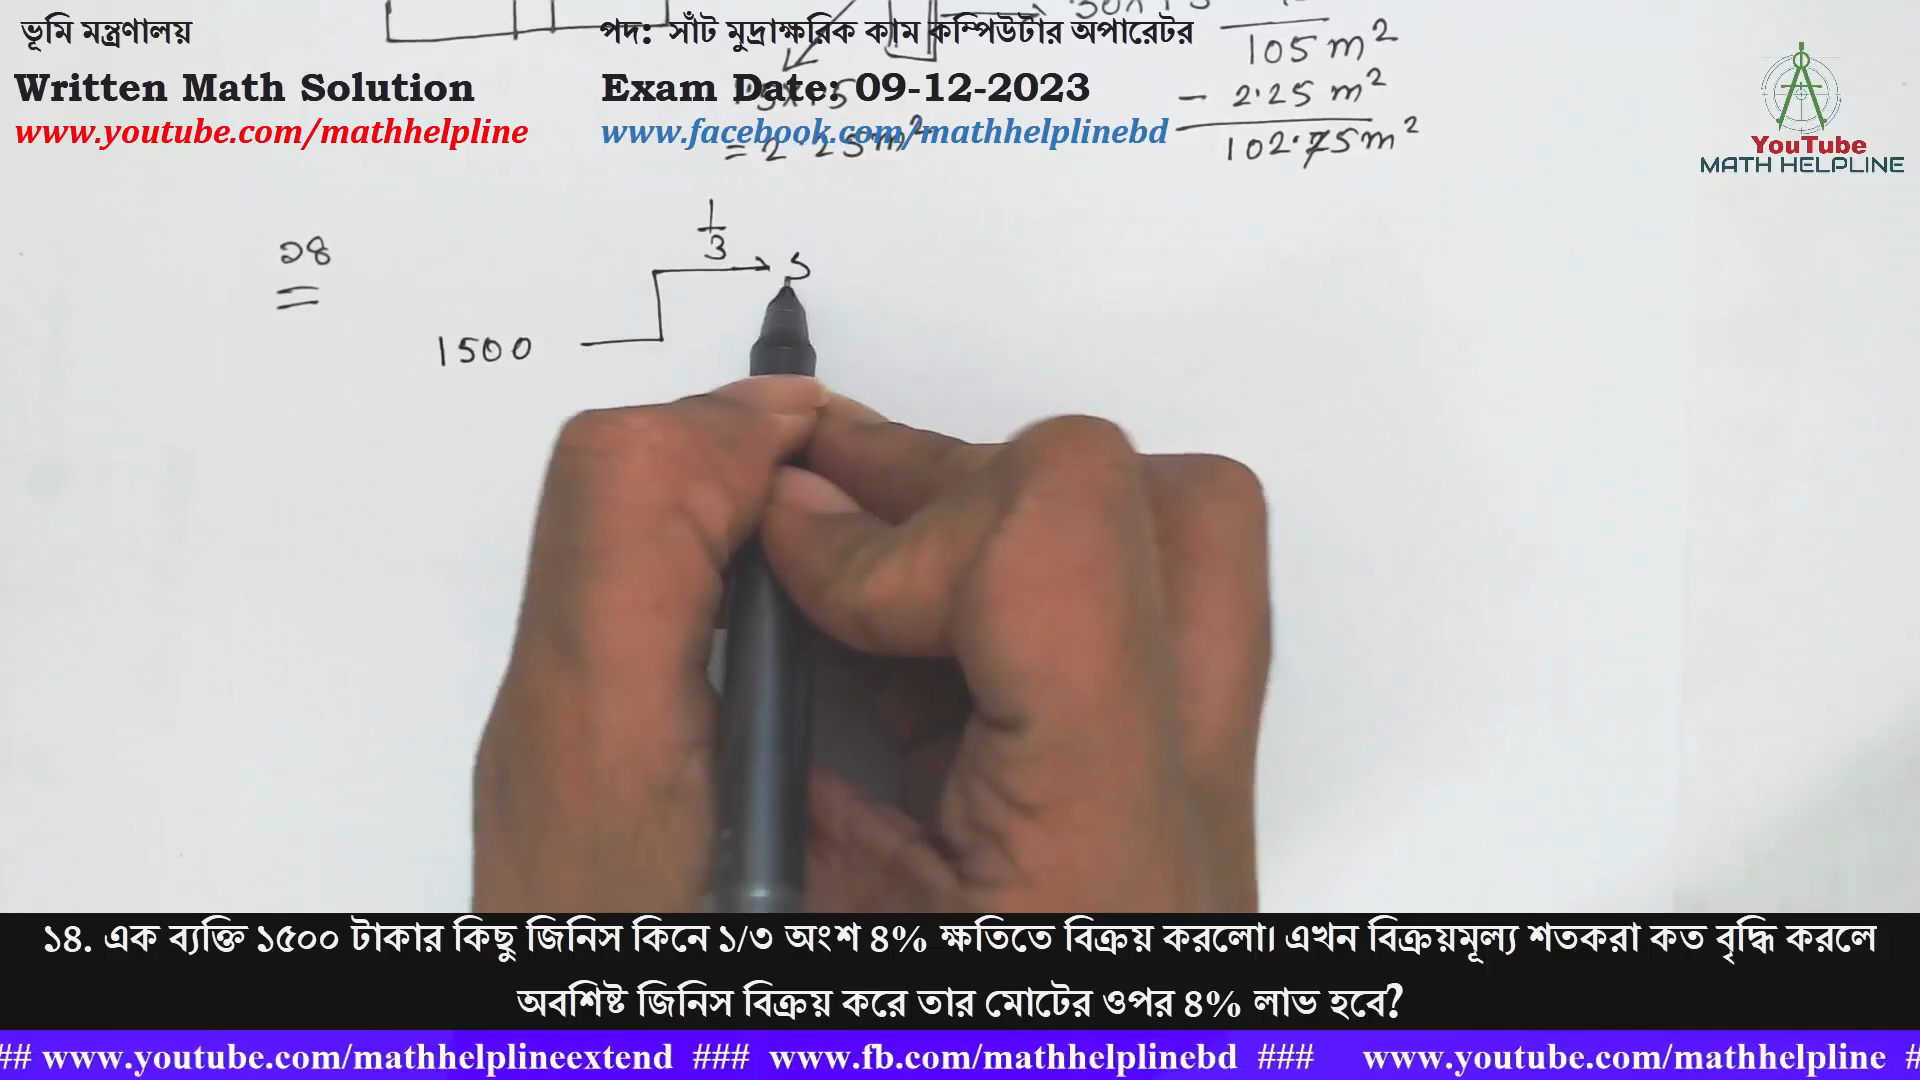 ভূমি মন্ত্রণালয়
পদ: সাঁট মুদ্রাক্ষরিক কাম কম্পিউটার অপারেটর
105 m²
Written Math Solution
Exam Date: 09-12-2023
- 2.25 m²
www.youtube.com/mathhelpline
www.facebook.com/mathhelplinebd
= 2.25m²
102.75m²
YouTube
MATH HELPLINE
১৪
1/3
1500
১৪. এক ব্যক্তি ১৫০০ টাকার কিছু জিনিস কিনে ১/৩ অংশ ৪% ক্ষতিতে বিক্রয় করলো। এখন বিক্রয়মূল্য শতকরা কত বৃদ্ধি করলে
অবশিষ্ট জিনিস বিক্রয় করে তার মোটের ওপর ৪% লাভ হবে?
## www.youtube.com/mathhelplineextend ### www.fb.com/mathhelplinebd ### www.youtube.com/mathhelpline #